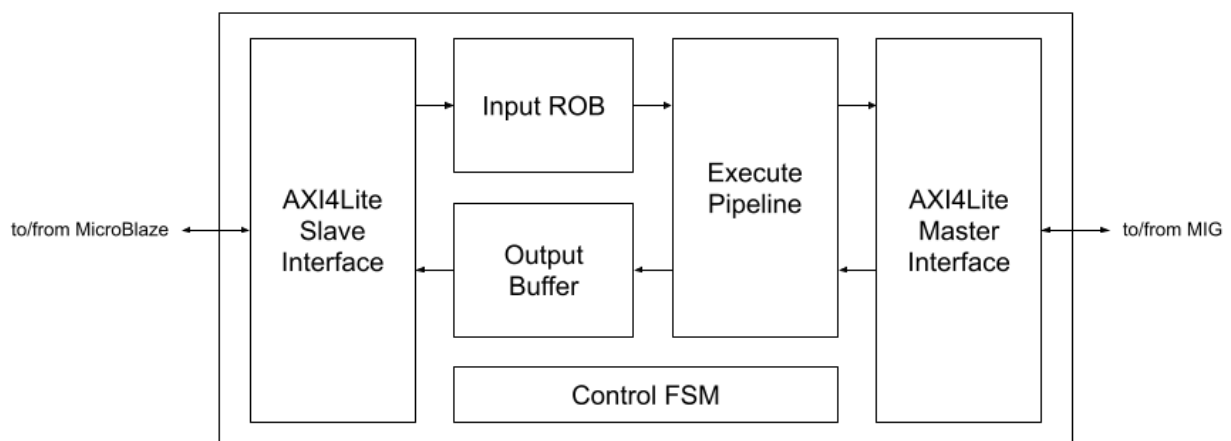 to/from MicroBlaze
AXI4Lite
Slave
Interface
Input ROB
Output
Buffer
Execute
Pipeline
Control FSM
AXI4Lite
Master
Interface
to/from MIG